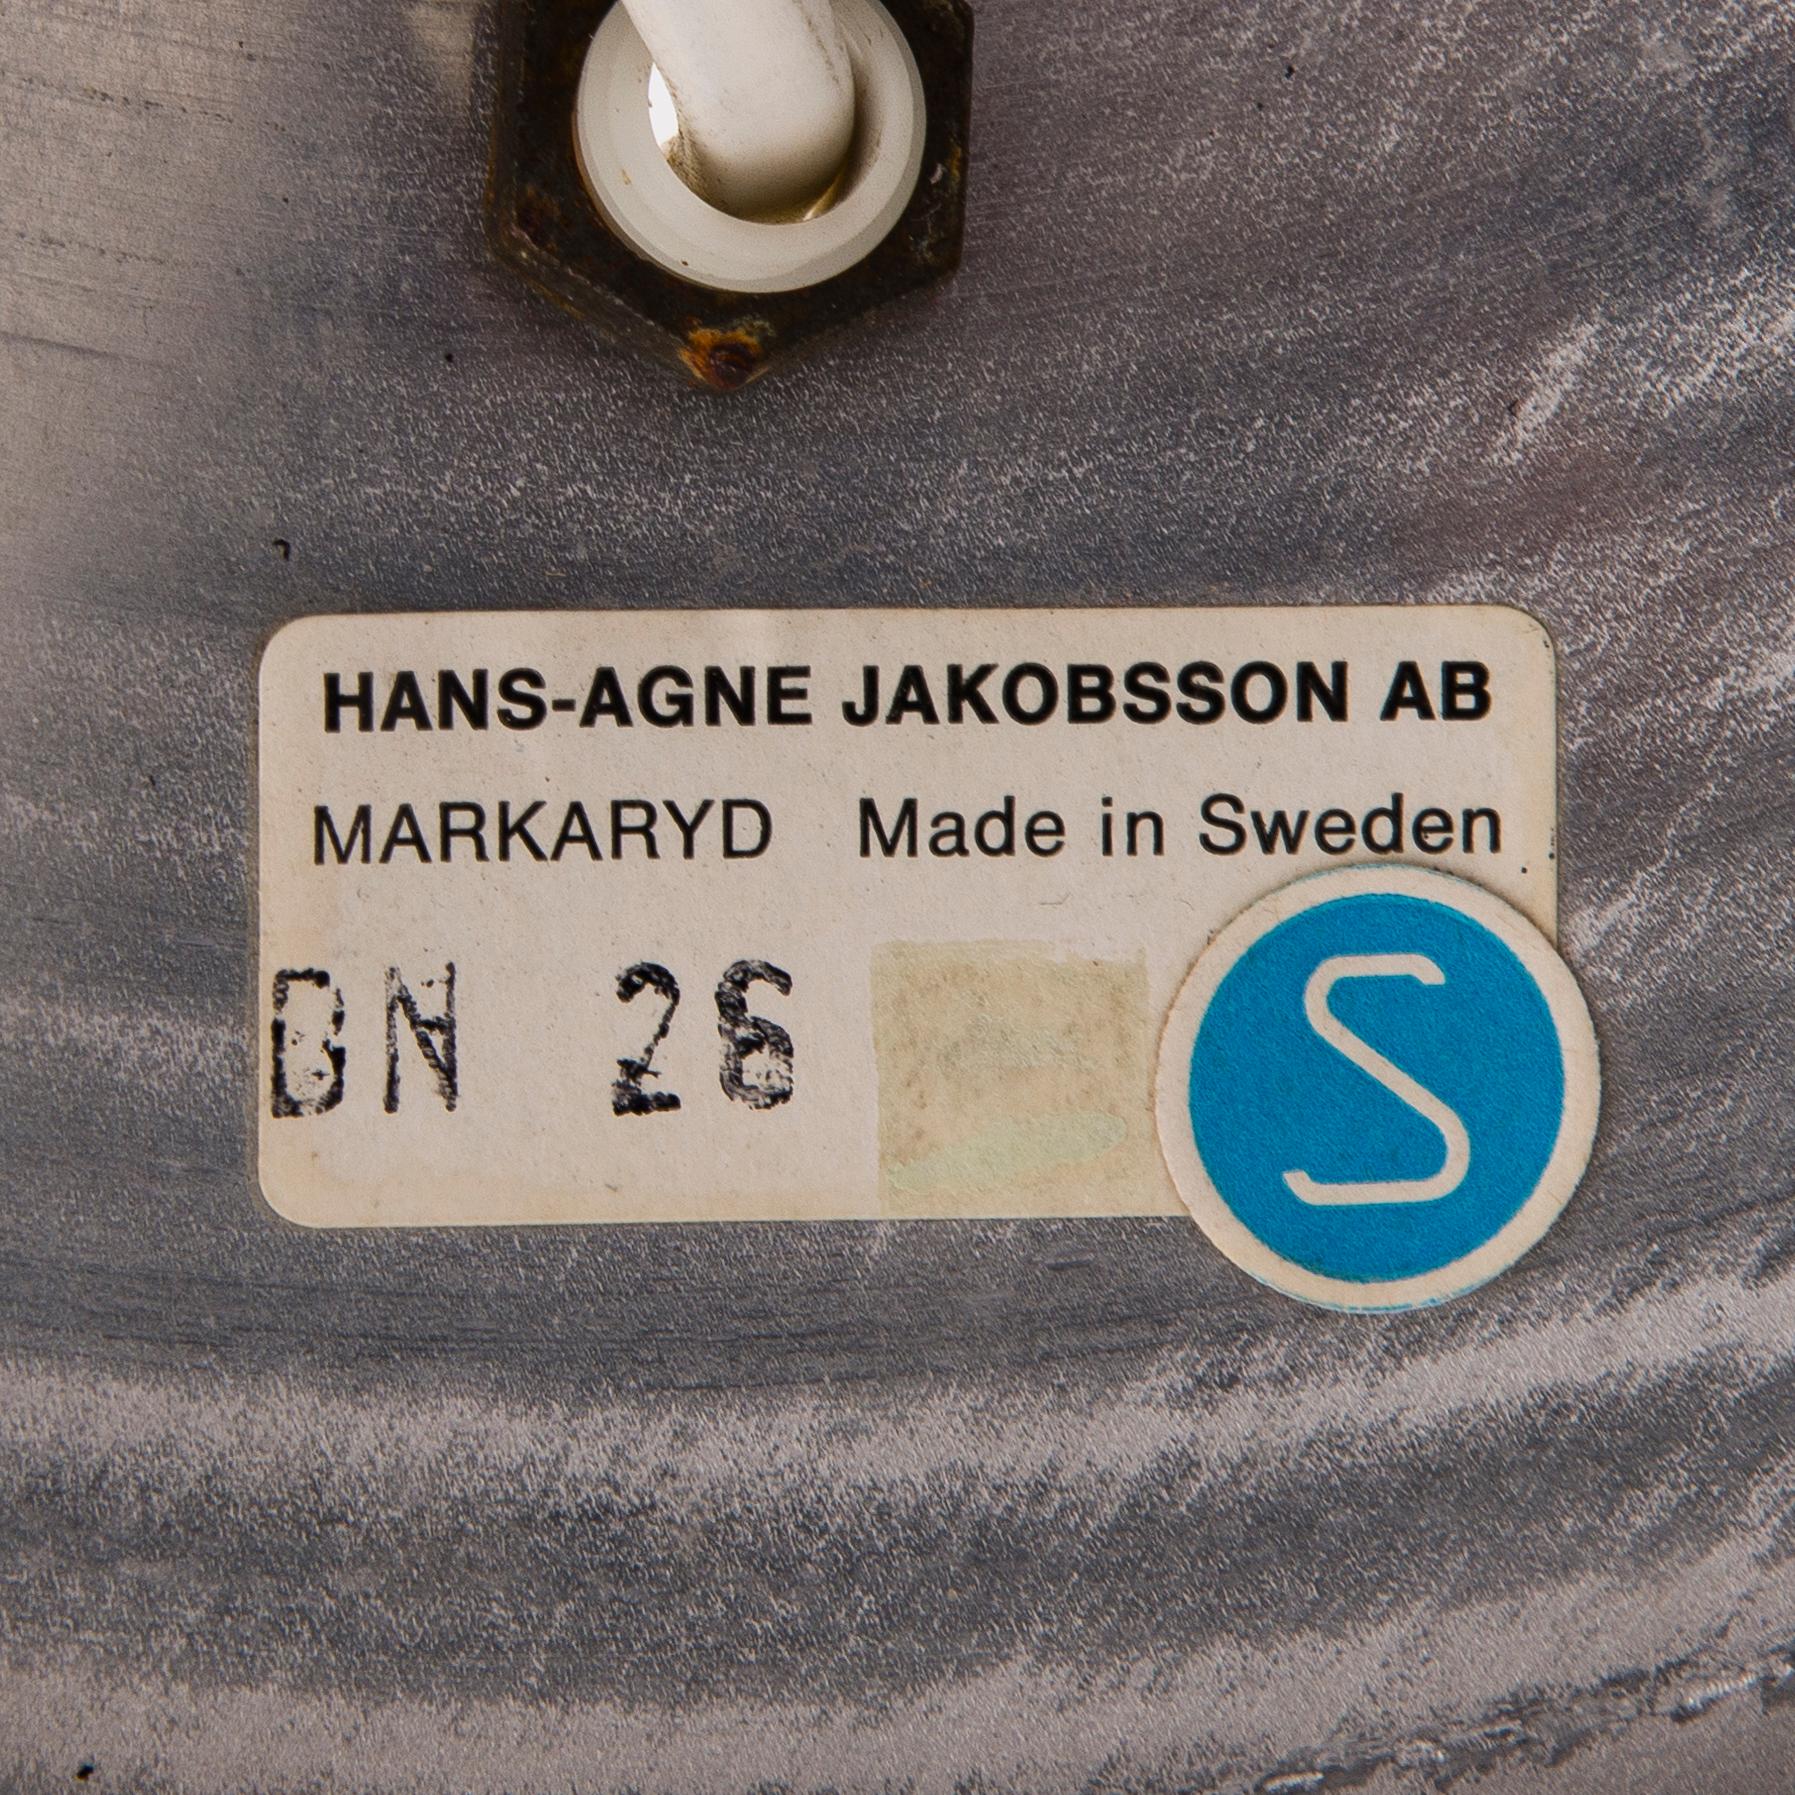 HANS-AGNE JAKOBSSON AB
MARKARYD Made in Sweden
BN 26
S